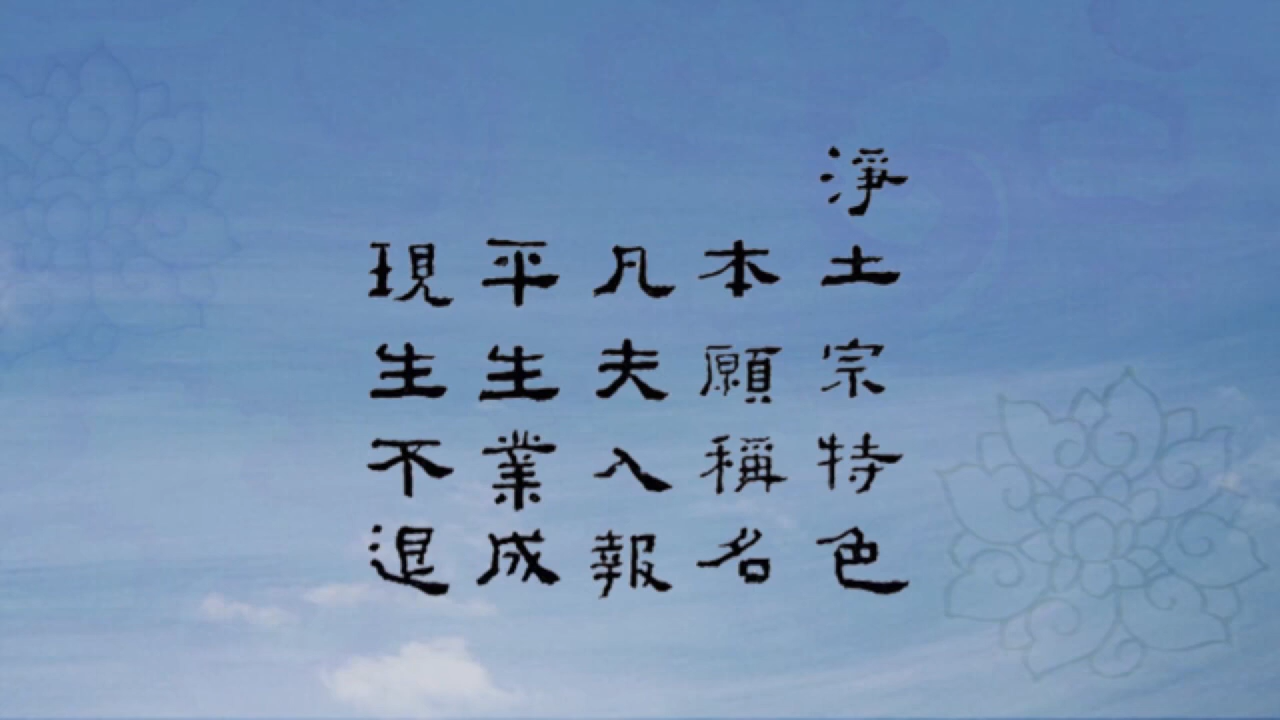 淨土宗特色
本願稱名
凡夫入報
平生業成
現生不退